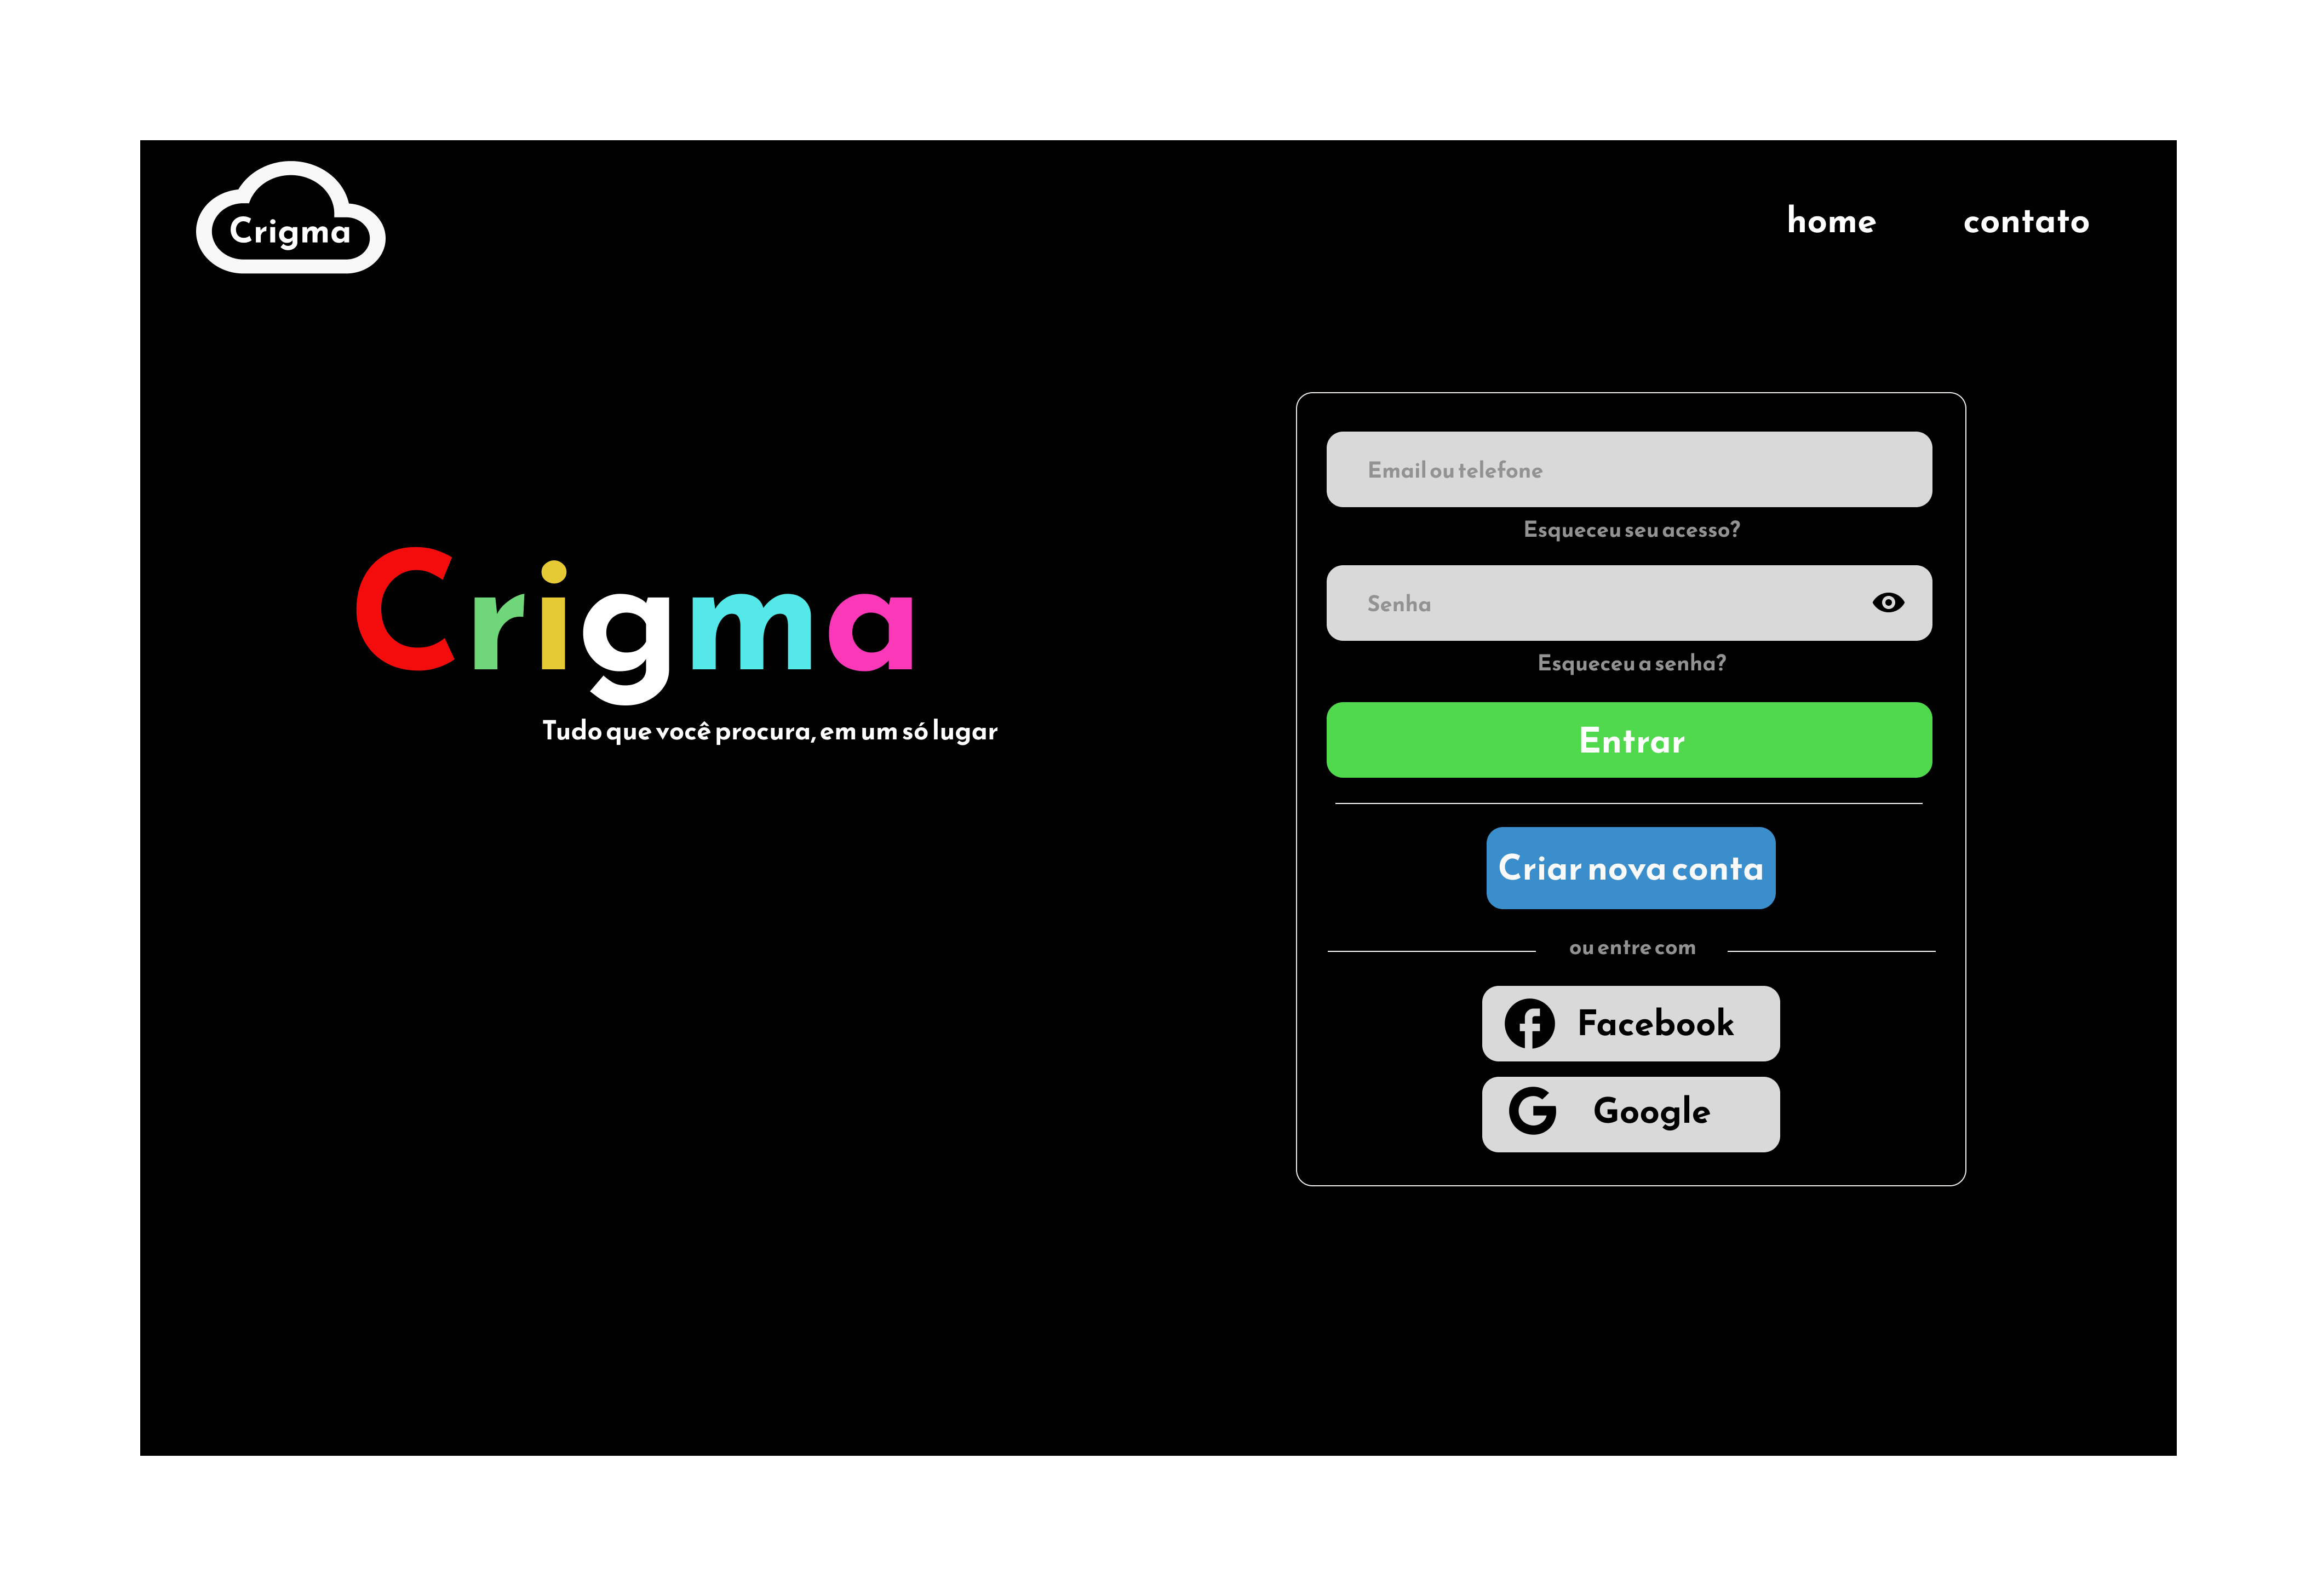 Crigma
home
contato
Crigma
Tudo que você procura, em um só lugar
Email ou telefone
Esqueceu seu acesso?
Senha
Esqueceu a senha?
Entrar
Criar nova conta
ou entre com
Facebook
Google